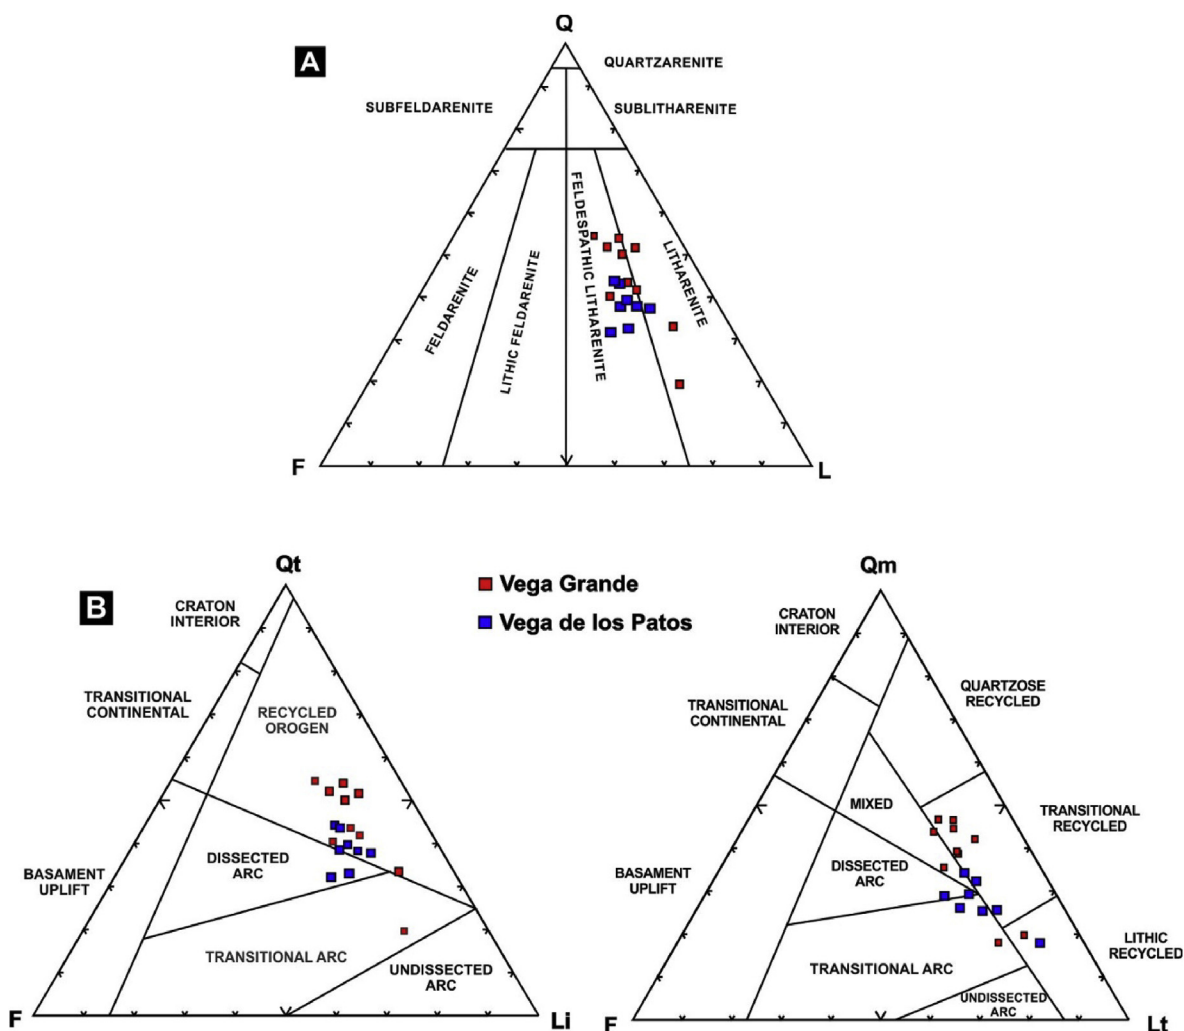 Q
A
QUARTZARENITE
SUBFELDARENITE
SUBLITHARENITE
FELDESPATHIC LITHARENITE
LITHARENITE
FELDARENITE
LITHIC FELDARENITE
F
L
B
Qt
CRATON
INTERIOR
TRANSITIONAL
CONTINENTAL
RECYCLED
OROGEN
DISSECTED
ARC
BASAMENT
UPLIFT
TRANSITIONAL ARC
UNDISSECTED
ARC
F
Li
Vega Grande
Vega de los Patos
Qm
CRATON
INTERIOR
QUARTZOSE
RECYCLED
TRANSITIONAL
CONTINENTAL
MIXED
TRANSITIONAL
RECYCLED
DISSECTED
ARC
BASAMENT
UPLIFT
LITHIC
RECYCLED
TRANSITIONAL ARC
UNDISSECTED
ARC
F
Lt